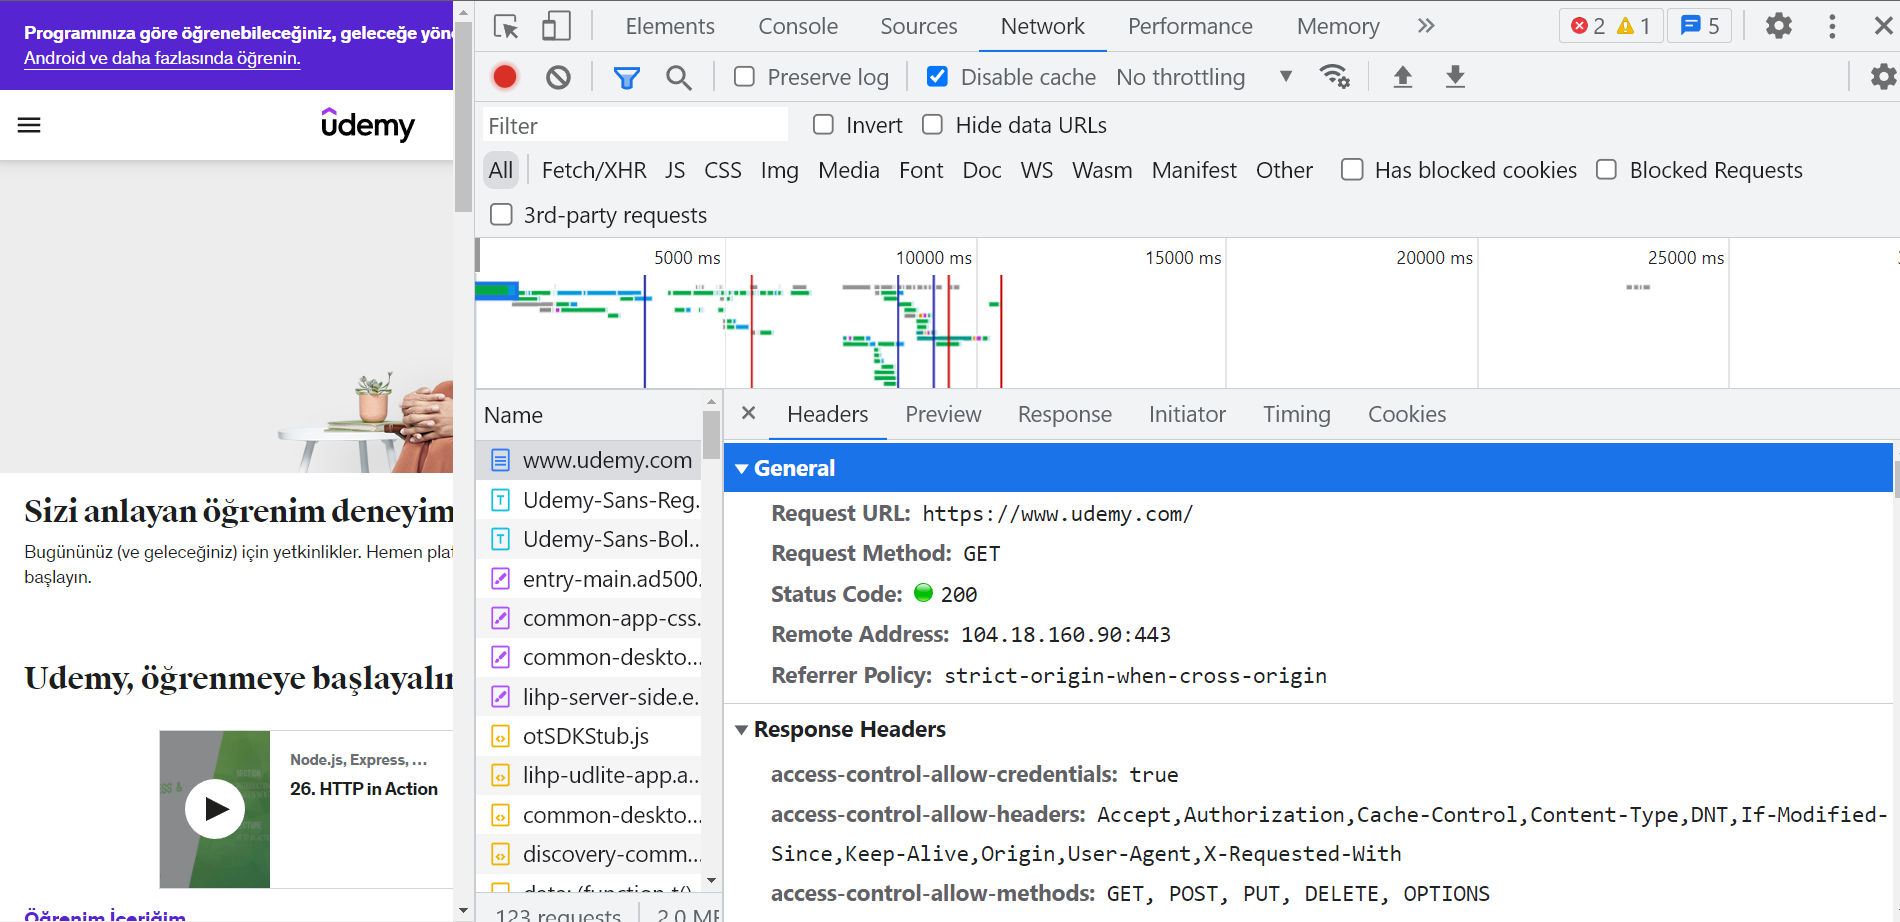 Programınıza göre öğrenebileceğiniz, geleceğe yön
Android ve daha fazlasında öğrenin.
udemy
Sizi anlayan öğrenim deneyim
Bugününüz (ve geleceğiniz) için yetkinlikler. Hemen plat
başlayın.
Udemy, öğrenmeye başlayalın
Node.js, Express, ...
26. HTTP in Action
Öğrenim İçeriğim
Elements Console Sources Network Performance Memory 2 1 5
Preserve log Disable cache No throttling
Filter Invert Hide data URLs
All Fetch/XHR JS CSS Img Media Font Doc WS Wasm Manifest Other Has blocked cookies Blocked Requests
3rd-party requests
5000 ms 10000 ms 15000 ms 20000 ms 25000 ms
Name
www.udemy.com
Udemy-Sans-Reg.
Udemy-Sans-Bol...
entry-main.ad500.
common-app-css.
common-deskto...
lihp-server-side.e.
otSDKStub.js
lihp-udlite-app.a...
common-deskto...
discovery-comm...
data:(function t()
123 requests 2.0 ME
Headers Preview Response Initiator Timing Cookies
General
Request URL: https://www.udemy.com/
Request Method: GET
Status Code: 200
Remote Address: 104.18.160.90:443
Referrer Policy: strict-origin-when-cross-origin
Response Headers
access-control-allow-credentials: true
access-control-allow-headers: Accept,Authorization,Cache-Control,Content-Type,DNT,If-Modified-
Since,Keep-Alive,Origin,User-Agent,X-Requested-With
access-control-allow-methods: GET, POST, PUT, DELETE, OPTIONS